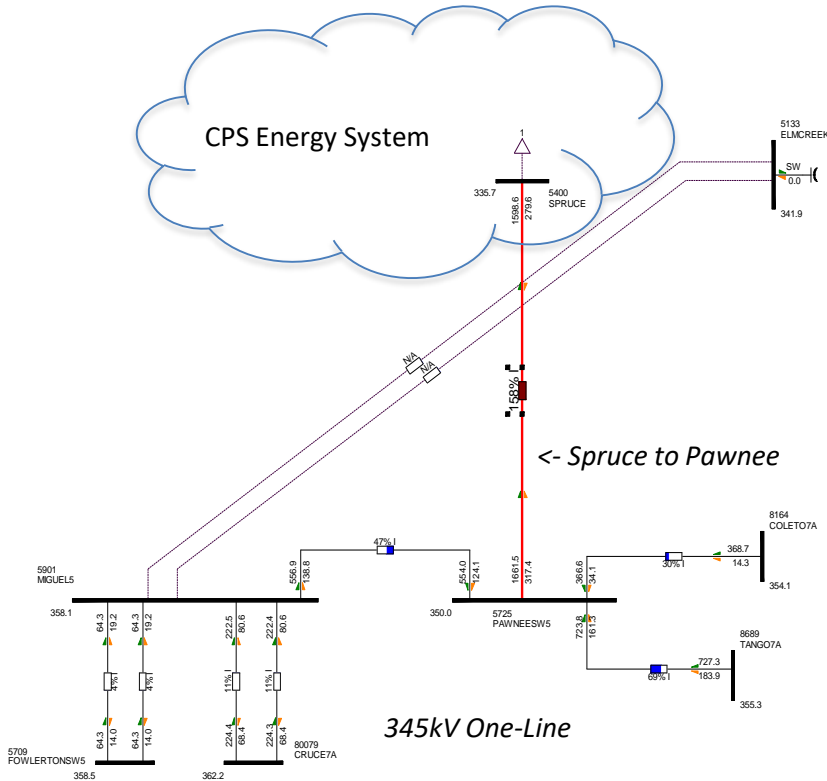 CPS Energy System
1
335.7
5400
SPRUCE
1598.6
279.6
5133
ELMCREEK
SW
0.0
341.9
N/A
N/A
158% I
<- Spruce to Pawnee
5901
MIGUEL5
358.1
556.9
138.8
47% I
554.0
124.1
1661.5
317.4
350.0
5725
PAWNEESW5
366.6
34.1
30% I
368.7
14.3
8164
COLETO7A
354.1
723.8
161.3
69% I
727.3
183.9
8689
TANGO7A
355.3
64.3
19.2
64.3
19.2
222.5
80.6
222.4
80.6
4% I
4% I
11% I
11% I
64.3
14.0
64.3
14.0
224.4
68.4
224.3
68.4
5709
FOWLERTONSW5
358.5
80079
CRUCE7A
362.2
345kV One-Line